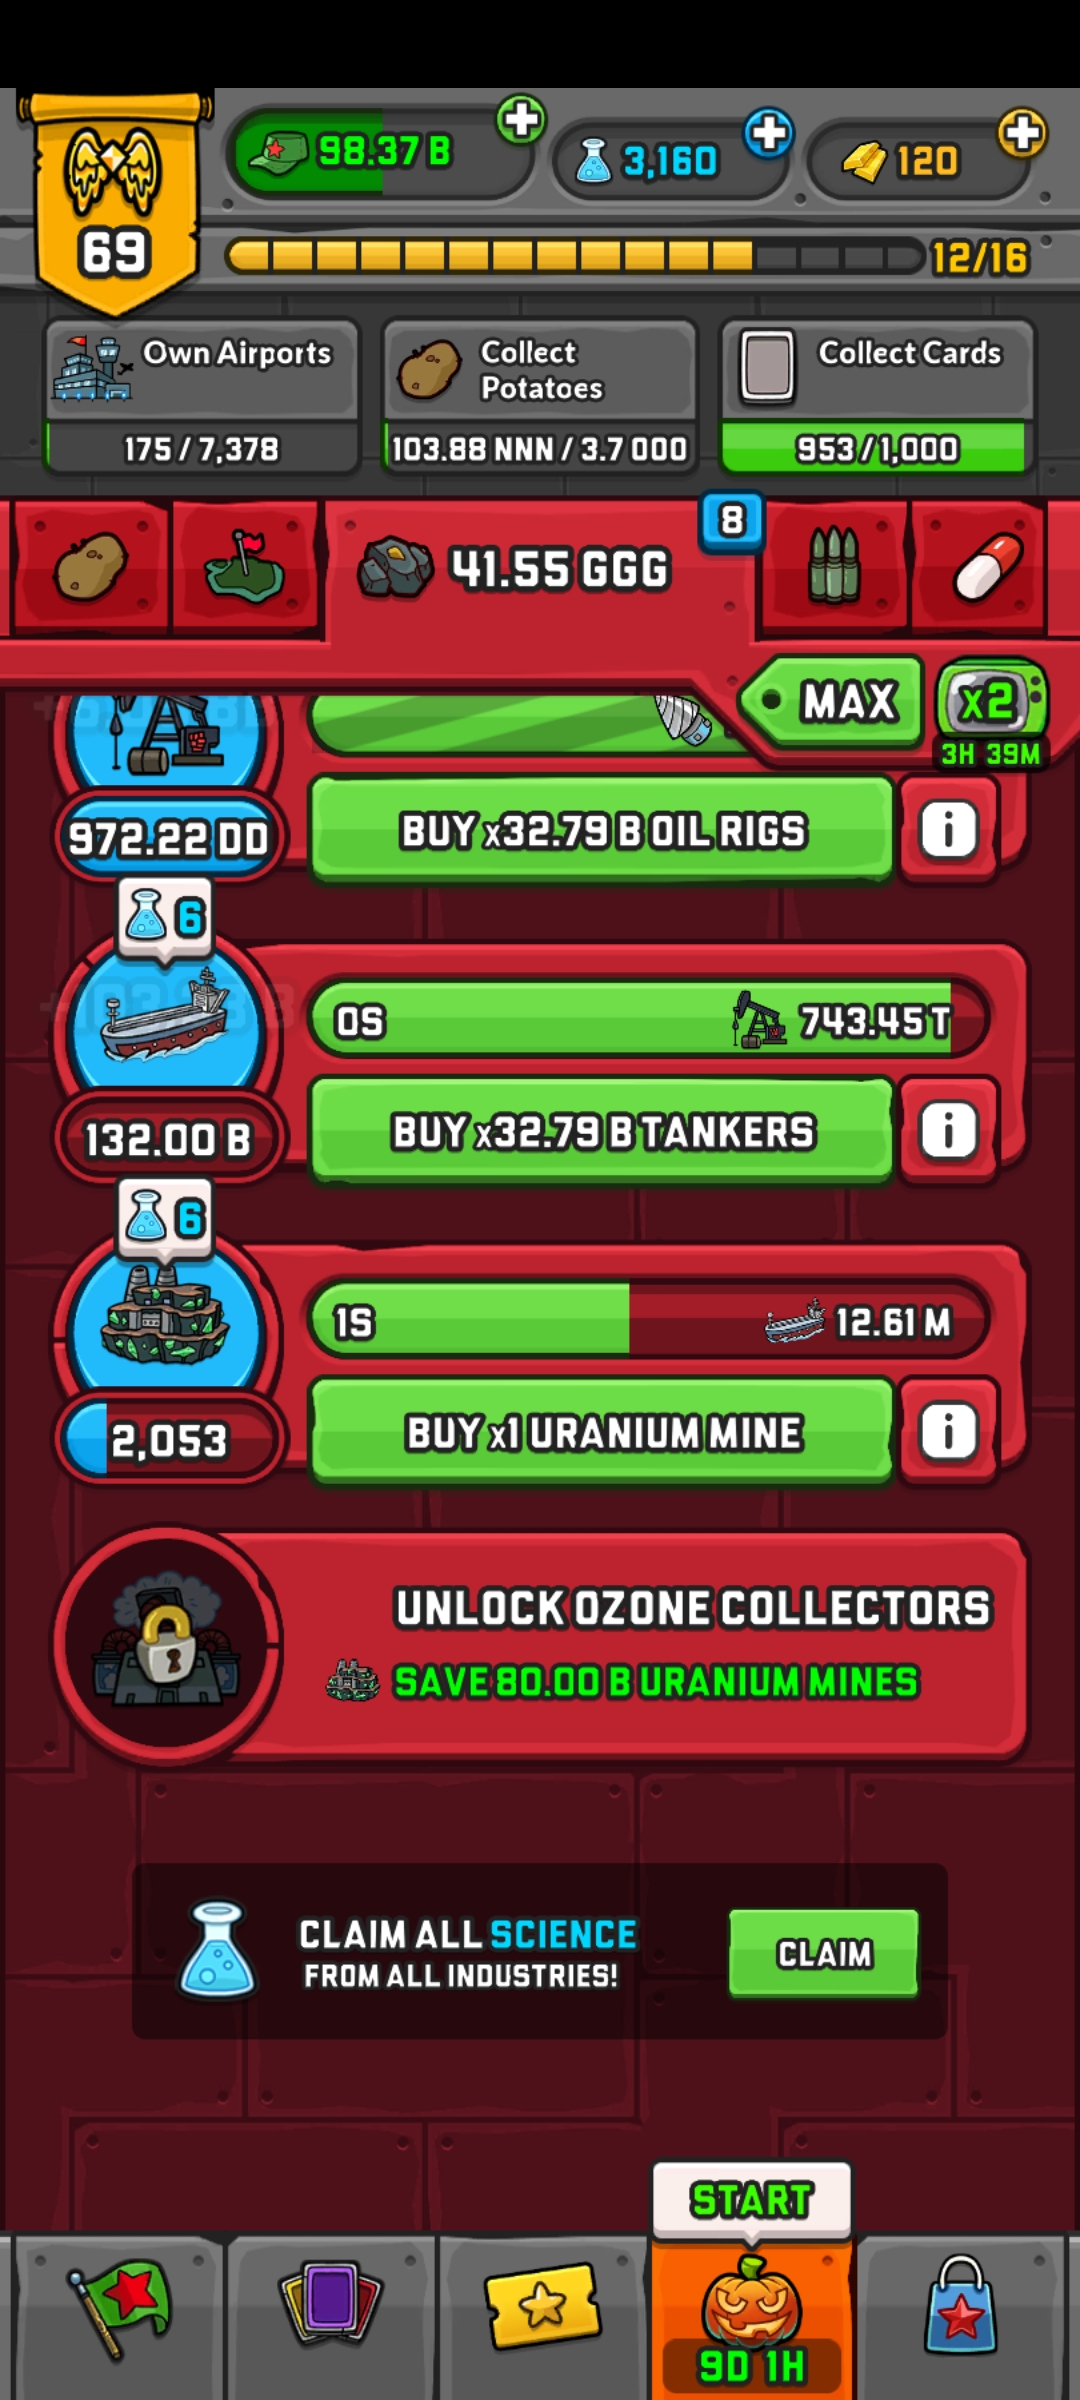 98.37 B
3,160
120
69
12/16
Own Airports
175 / 7,378
Collect
Potatoes
103.88 NNN / 3.7 OOO
Collect Cards
953 / 1,000
8
41.55 GGG
MAX
x2
3H 39M
972.22 DD
BUY x32.79 B OIL RIGS
i
6
0S
743.45 T
132.00 B
BUY x32.79 B TANKERS
i
6
1S
12.61 M
2,053
BUY x1 URANIUM MINE
i
UNLOCK OZONE COLLECTORS
SAVE 80.00 B URANIUM MINES
CLAIM ALL SCIENCE
FROM ALL INDUSTRIES!
CLAIM
START
9D 1H